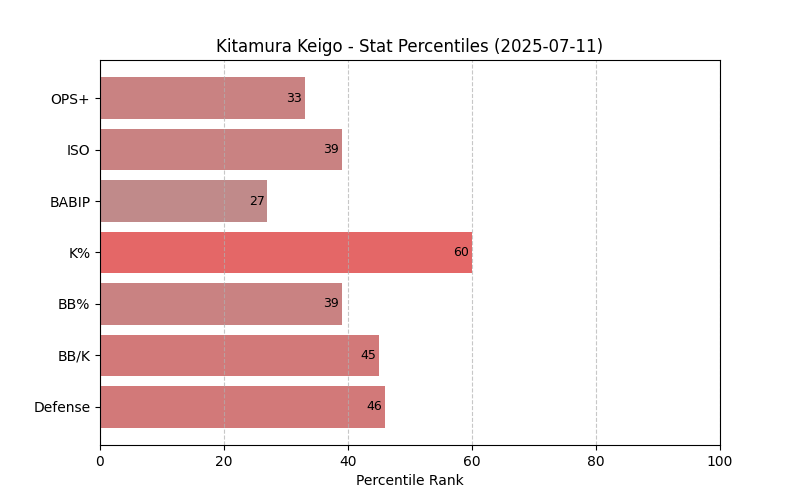 Kitamura Keigo - Stat Percentiles (2025-07-11)
OPS+ 33
ISO 39
BABIP 27
K% 60
BB% 39
BB/K 45
Defense 46
0 20 40 60 80 100
Percentile Rank